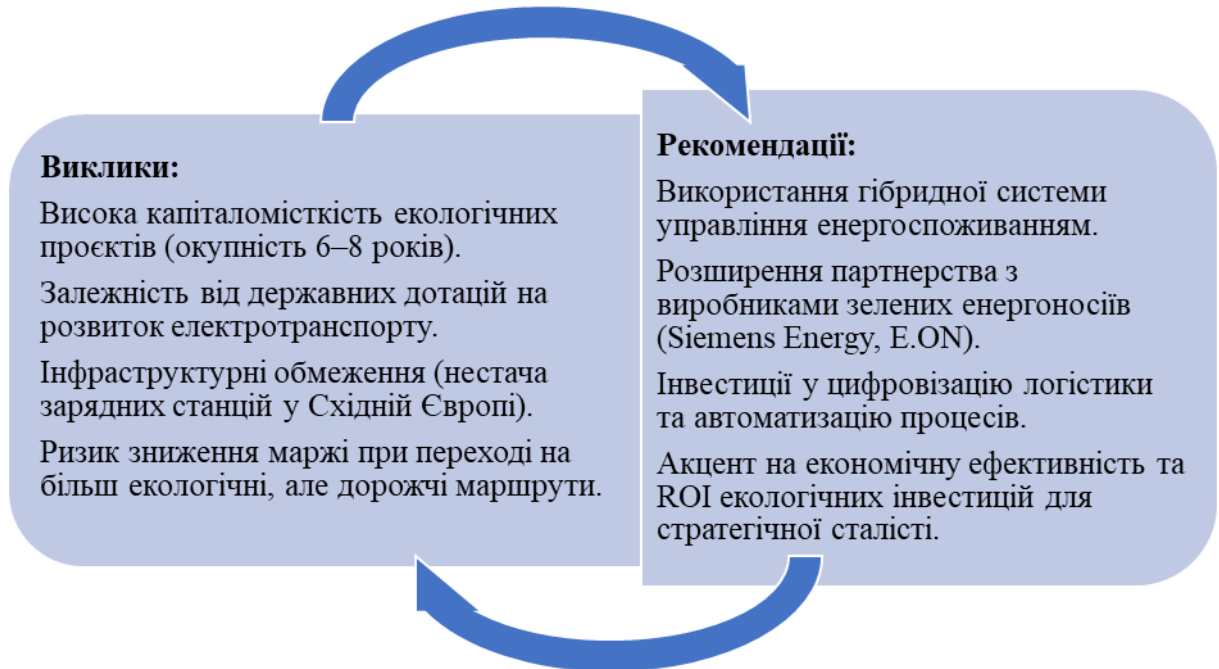 Виклики:
Висока капіталомісткість екологічних
проєктів (окупність 6–8 років).
Залежність від державних дотацій на
розвиток електротранспорту.
Інфраструктурні обмеження (нестача
зарядних станцій у Східній Європі).
Ризик зниження маржі при переході на
більш екологічні, але дорожчі маршрути.
Рекомендації:
Використання гібридної системи
управління енергоспоживанням.
Розширення партнерства з
виробниками зелених енергоносіїв
(Siemens Energy, E.ON).
Інвестиції у цифровізацію логістики
та автоматизацію процесів.
Акцент на економічну ефективність та
ROI екологічних інвестицій для
стратегічної сталісті.